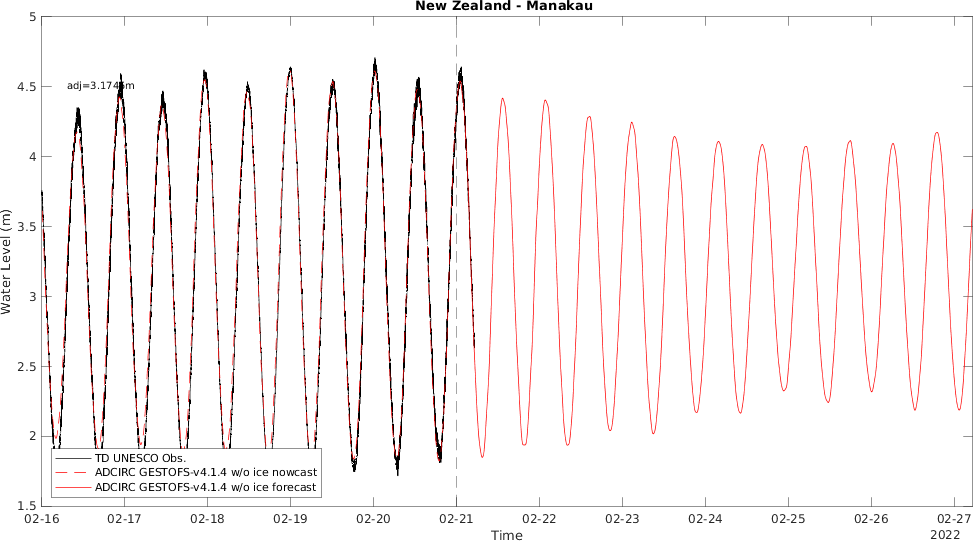 New Zealand - Manakau
5
4.5
4
3.5
3
2.5
2
1.5
Water Level (m)
adj=3.1745m
TD UNESCO Obs.
ADCIRC GESTOFS-v4.1.4 w/o ice nowcast
ADCIRC GESTOFS-v4.1.4 w/o ice forecast
02-16 02-17 02-18 02-19 02-20 02-21 02-22 02-23 02-24 02-25 02-26 02-27
Time
2022